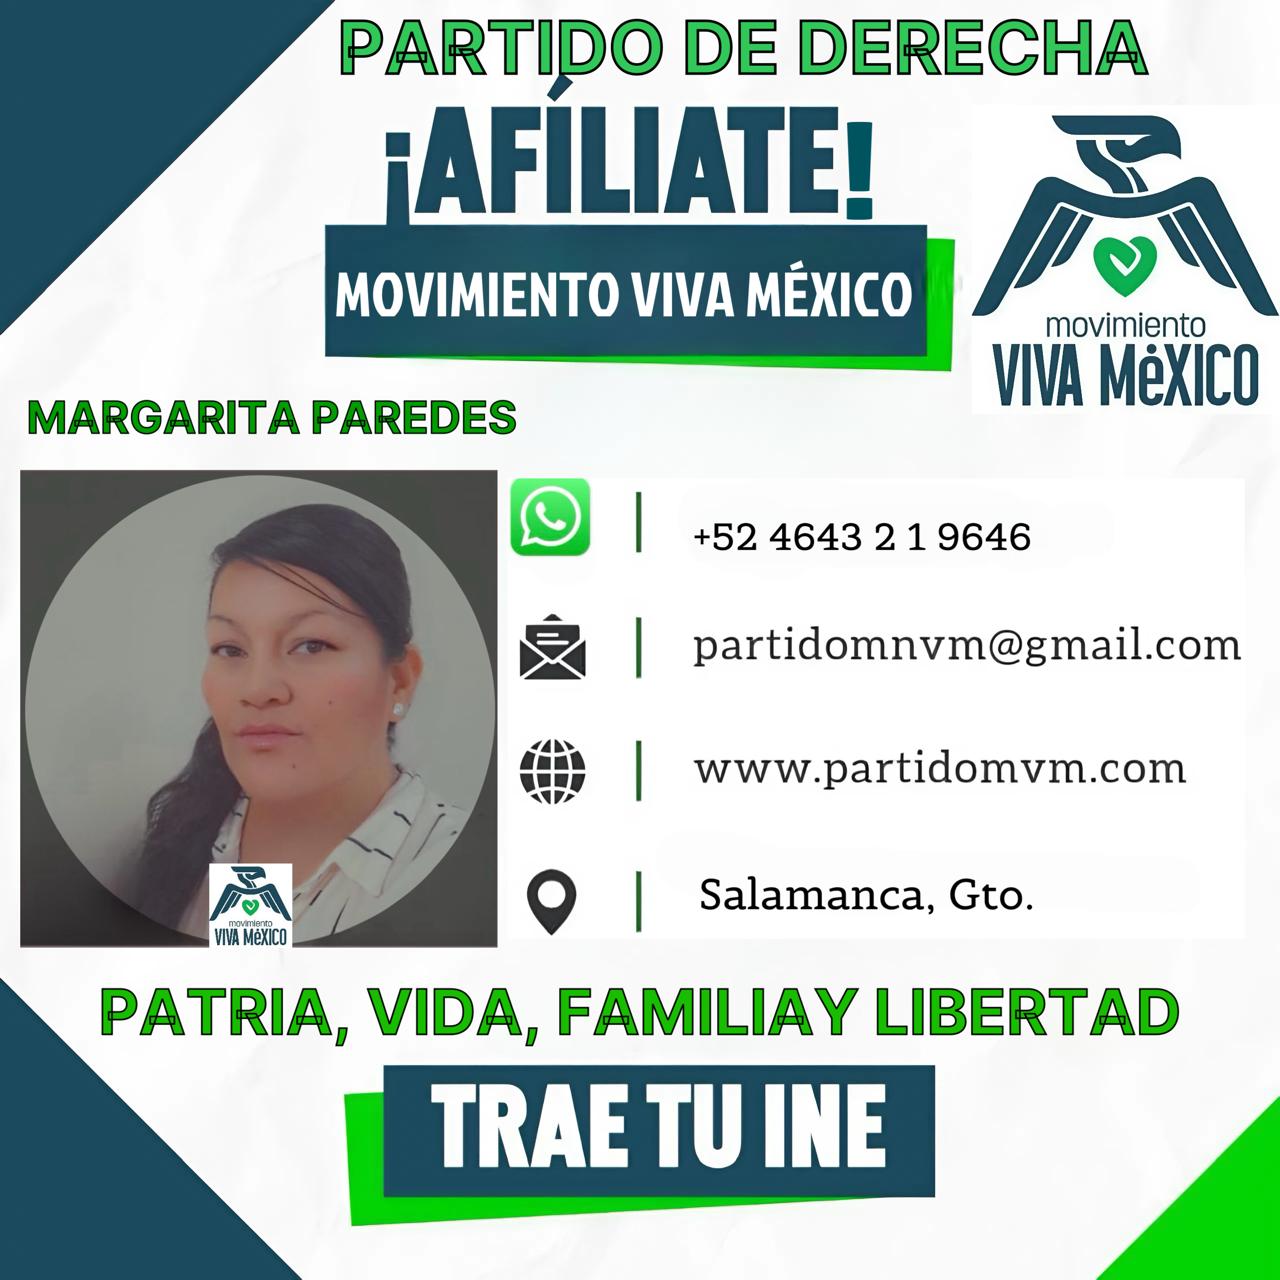 PARTIDO DE DERECHA
¡AFÍLIATE!
MOVIMIENTO VIVA MÉXICO
movimiento
VIVA MéXICO
MARGARITA PAREDES
+52 4643 2 1 9646
partidomnvm@gmail.com
www.partidomvm.com
Salamanca, Gto.
movimiento
VIVA MéXICO
PATRIA, VIDA, FAMILIAY LIBERTAD
TRAE TU INE